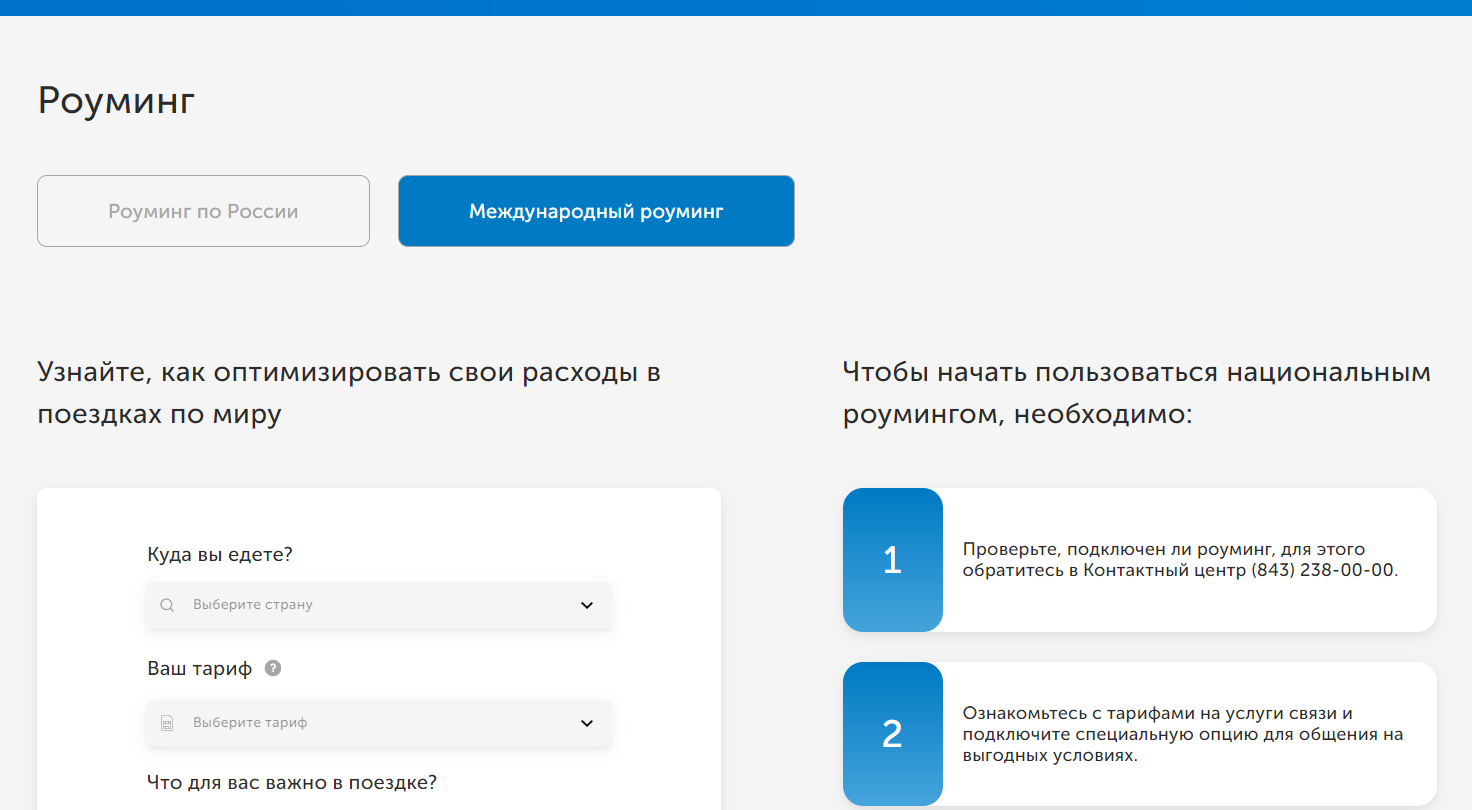 Роуминг
Роуминг по России
Международный роуминг
Узнайте, как оптимизировать свои расходы в
поездках по миру
Куда вы едете?
Выберите страну
Ваш тариф ?
Выберите тариф
Что для вас важно в поездке?
Чтобы начать пользоваться национальным
роумингом, необходимо:
1
Проверьте, подключен ли роуминг, для этого
обратитесь в Контактный центр (843) 238-00-00.
2
Ознакомьтесь с тарифами на услуги связи и
подключите специальную опцию для общения на
выгодных условиях.